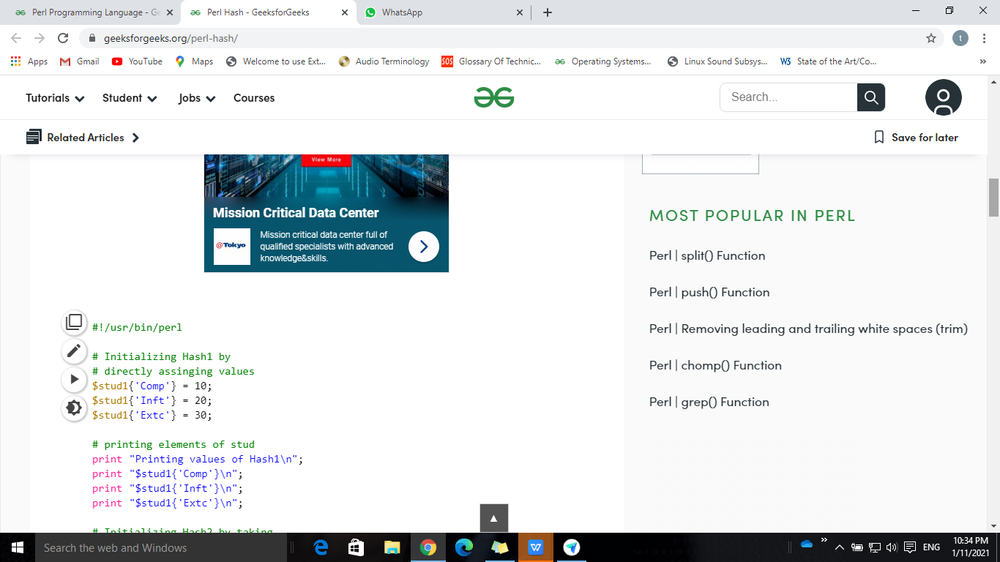 Perl Programming Language - Ge
Perl Hash - GeeksforGeeks
WhatsApp
geeksforgeeks.org/perl-hash/
t
Apps
Gmail
YouTube
Maps
Welcome to use Ext...
Audio Terminology
SOS
Glossary Of Technic...
Operating Systems...
Linux Sound Subsys...
W3
State of the Art/Co...
Tutorials
Student
Jobs
Courses
Search...
Related Articles
Save for later
View More
Mission Critical Data Center
@Tokyo
Mission critical data center full of
qualified specialists with advanced
knowledge&skills.
MOST POPULAR IN PERL
Perl | split() Function
Perl | push() Function
Perl | Removing leading and trailing white spaces (trim)
Perl | chomp() Function
Perl | grep() Function
#!/usr/bin/perl
# Initializing Hash1 by
# directly assinging values
$stud1{'Comp'} = 10;
$stud1{'Inft'} = 20;
$stud1{'Extc'} = 30;
# printing elements of stud
print "Printing values of Hash1\n";
print "$stud1{'Comp'}\n";
print "$stud1{'Inft'}\n";
print "$stud1{'Extc'}\n";
# Initializing Hash2 by taking
Search the web and Windows
W
ENG
10:34 PM
1/11/2021